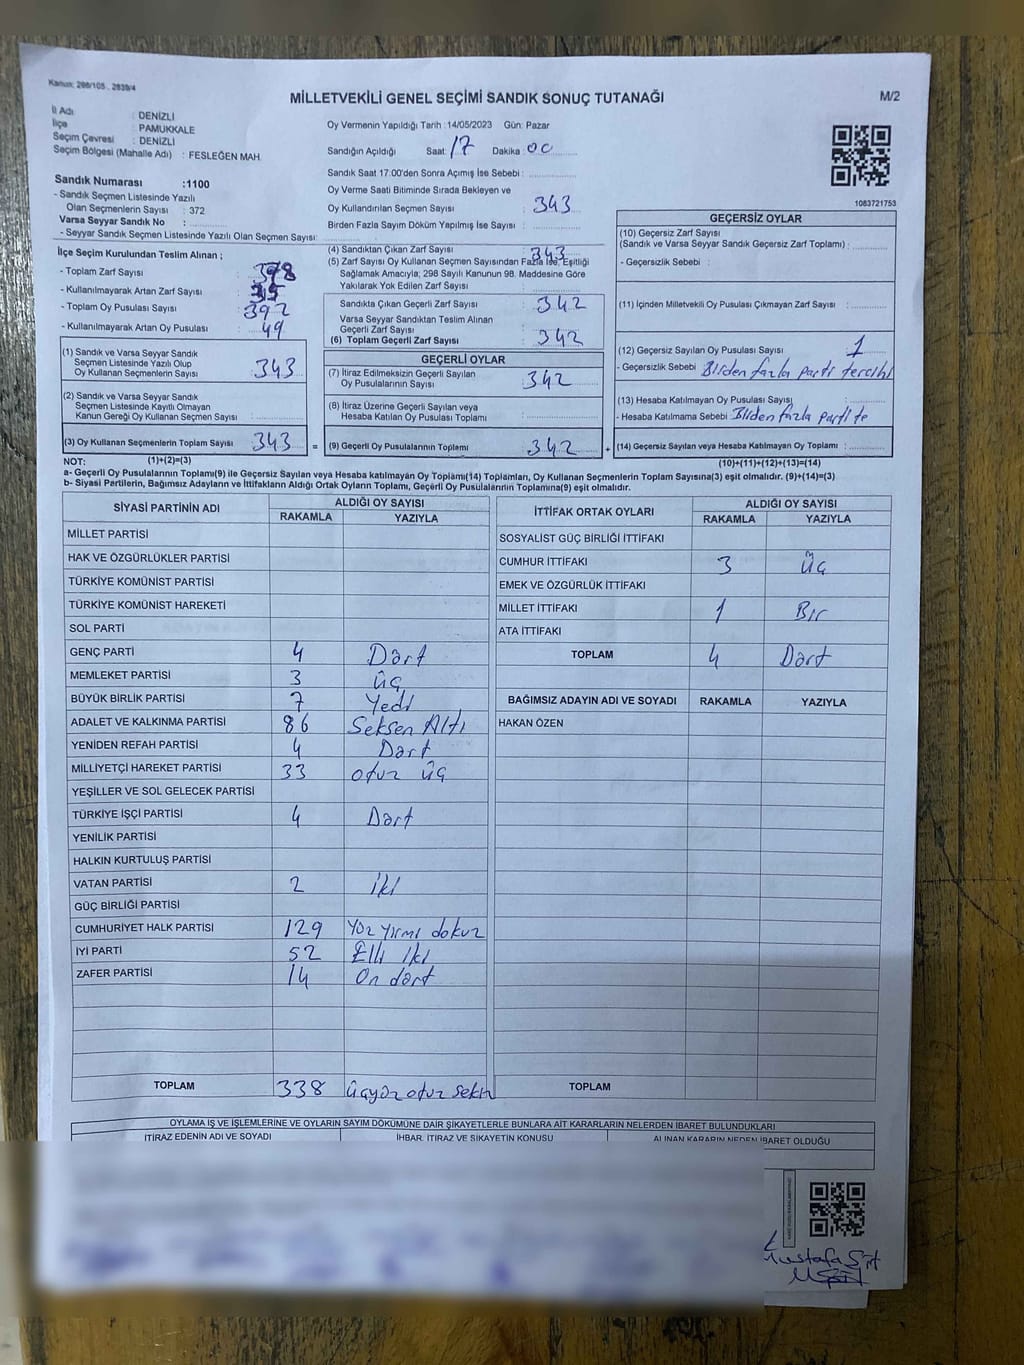 Kanun: 298/105 , 2839/4
MİLLETVEKİLİ GENEL SEÇİMİ SANDIK SONUÇ TUTANAĞI
M/2
İl Adı : DENİZLİ
İlçe : PAMUKKALE
Seçim Çevresi : DENİZLİ
Seçim Bölgesi (Mahalle Adı) : FESLEĞEN MAH.
Sandık Numarası :1100
- Sandık Seçmen Listesinde Yazılı
Olan Seçmenlerin Sayısı : 372
Varsa Seyyar Sandık No :
- Seyyar Sandık Seçmen Listesinde Yazılı Olan Seçmen Sayısı:
Oy Vermenin Yapıldığı Tarih :14/05/2023 Gün: Pazar
Sandığın Açıldığı Saat: 17 Dakika : 00
Sandık Saat 17.00'den Sonra Açımış İse Sebebi :
Oy Verme Saati Bitiminde Sırada Bekleyen ve
Oy Kullandırılan Seçmen Sayısı : 343
Birden Fazla Sayım Döküm Yapılmış İse Sayısı :
1083721753
İlçe Seçim Kurulundan Teslim Alınan ;
- Toplam Zarf Sayısı :
- Kullanılmayarak Artan Zarf Sayısı :
- Toplam Oy Pusulası : 392
- Kullanılmayarak Artan Oy Pusulası : 49
(1) Sandık ve Varsa Seyyar Sandık
Seçmen Listesinde Yazılı Olup
Oy Kullanan Seçmenlerin Sayısı : 343
(2) Sandık ve Varsa Seyyar Sandık
Seçmen Listesinde Kayıtlı Olmayan
Kanun Gereği Oy Kullanan Seçmen Sayısı :
(3) Oy Kullanan Seçmenlerin Toplam Sayısı : 343 =
(1)+(2)=(3)
(4) Sandıktan Çıkan Zarf Sayısı : 343
(5) Zarf Sayısı Oy Kullanan Seçmen Sayısından Fazla İse, Eşitliği
Sağlamak Amacıyla; 298 Sayılı Kanunun 98. Maddesine Göre
Yakılarak Yok Edilen Zarf Sayısı :
Sandıkta Çıkan Geçerli Zarf Sayısı : 342
Varsa Seyyar Sandıktan Teslim Alınan
Geçerli Zarf Sayısı :
(6) Toplam Geçerli Zarf Sayısı : 342
GEÇERLİ OYLAR
(7) İtiraz Edilmeksizin Geçerli Sayılan
Oy Pusulalarının Sayısı : 342
(8) İtiraz Üzerine Geçerli Sayılan veya
Hesaba Katılan Oy Pusulası Toplamı :
(9) Geçerli Oy Pusulalarının Toplamı : 342 +
GEÇERSİZ OYLAR
(10) Geçersiz Zarf Sayısı
(Sandık ve Varsa Seyyar Sandık Geçersiz Zarf Toplamı) :
- Geçersizlik Sebebi :
(11) İçinden Milletvekili Oy Pusulası Çıkmayan Zarf Sayısı :
(12) Geçersiz Sayılan Oy Pusulası Sayısı : 1
- Geçersizlik Sebebi Birden fazla parti tercihi
(13) Hesaba Katılmayan Oy Pusulası Sayısı :
- Hesaba Katılmama Sebebi Birden fazla parti te
(14) Geçersiz Sayılan veya Hesaba Katılmayan Oy Toplamı :
(10)+(11)+(12)+(13)=(14)
NOT:
a- Geçerli Oy Pusulaları Toplamı(9) ile Geçersiz Sayılan veya Hesaba katılmayan Oy Toplamı(14) Toplamları, Oy Kullanan Seçmenlerin Toplam Sayısına(3) eşit olmalıdır. (9)+(14)=(3)
b- Siyasi Partilerin, Bağımsız Adayların ve İttifakların Aldığı Ortak Oyların Toplamı, Geçerli Oy Pusulalarının Toplamına(9) eşit olmalıdır.
SİYASİ PARTİNİN ADI ALDIĞI OY SAYISI
RAKAMLA YAZIYLA
MİLLET PARTİSİ
HAK VE ÖZGÜRLÜKLER PARTİSİ
TÜRKİYE KOMÜNİST PARTİSİ
TÜRKİYE KOMÜNİST HAREKETİ
SOL PARTİ
GENÇ PARTİ 4 Dört
MEMLEKET PARTİSİ 3 üç
BÜYÜK BİRLİK PARTİSİ 7 Yedi
ADALET VE KALKINMA PARTİSİ 86 Seksen Altı
YENİDEN REFAH PARTİSİ 4 Dört
MİLLİYETÇİ HAREKET PARTİSİ 33 otuz üç
YEŞİLLER VE SOL GELECEK PARTİSİ
TÜRKİYE İŞÇİ PARTİSİ 4 Dört
YENİLİK PARTİSİ
HALKIN KURTULUŞ PARTİSİ
VATAN PARTİSİ 2 iki
GÜÇ BİRLİĞİ PARTİSİ
CUMHURİYET HALK PARTİSİ 129 Yüz yirmi dokuz
İYİ PARTİ 52 Elli iki
ZAFER PARTİSİ 14 On dört
TOPLAM 338 üçyüz otuz sekiz
İTTİFAK ORTAK OYLARI ALDIĞI OY SAYISI
RAKAMLA YAZIYLA
SOSYALİST GÜÇ BİRLİĞİ İTTİFAKI
CUMHUR İTTİFAKI 3 üç
EMEK VE ÖZGÜRLÜK İTTİFAKI
MİLLET İTTİFAKI 1 Bir
ATA İTTİFAKI
TOPLAM 4 Dört
BAĞIMSIZ ADAYIN ADI VE SOYADI RAKAMLA YAZIYLA
HAKAN ÖZEN
TOPLAM
OYLAMA İŞ VE İŞLEMLERİNE VE OYLARIN SAYIM DÖKÜMÜNE DAİR ŞİKAYETLERLE BUNLARA AİT KARARLARIN NELERDEN İBARET BULUNDUKLARI
İTİRAZ EDENİN ADI VE SOYADI İHBAR, İTİRAZ VE ŞİKAYETİN KONUSU ALINAN KARARIN NEDEN İBARET OLDUĞU
Mustafa